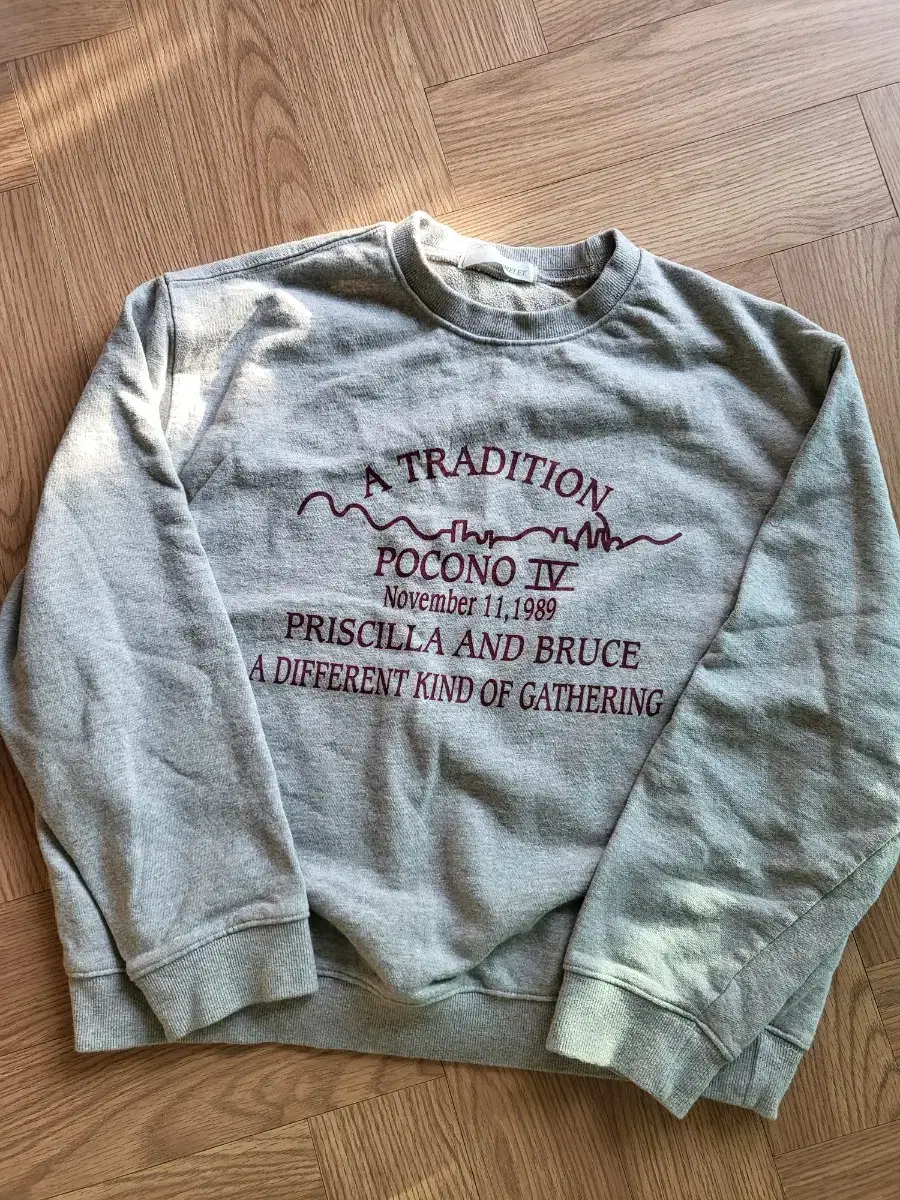 A TRADITION
POCONO IV
November 11, 1989
PRISCILLA AND BRUCE
A DIFFERENT KIND OF GATHERING